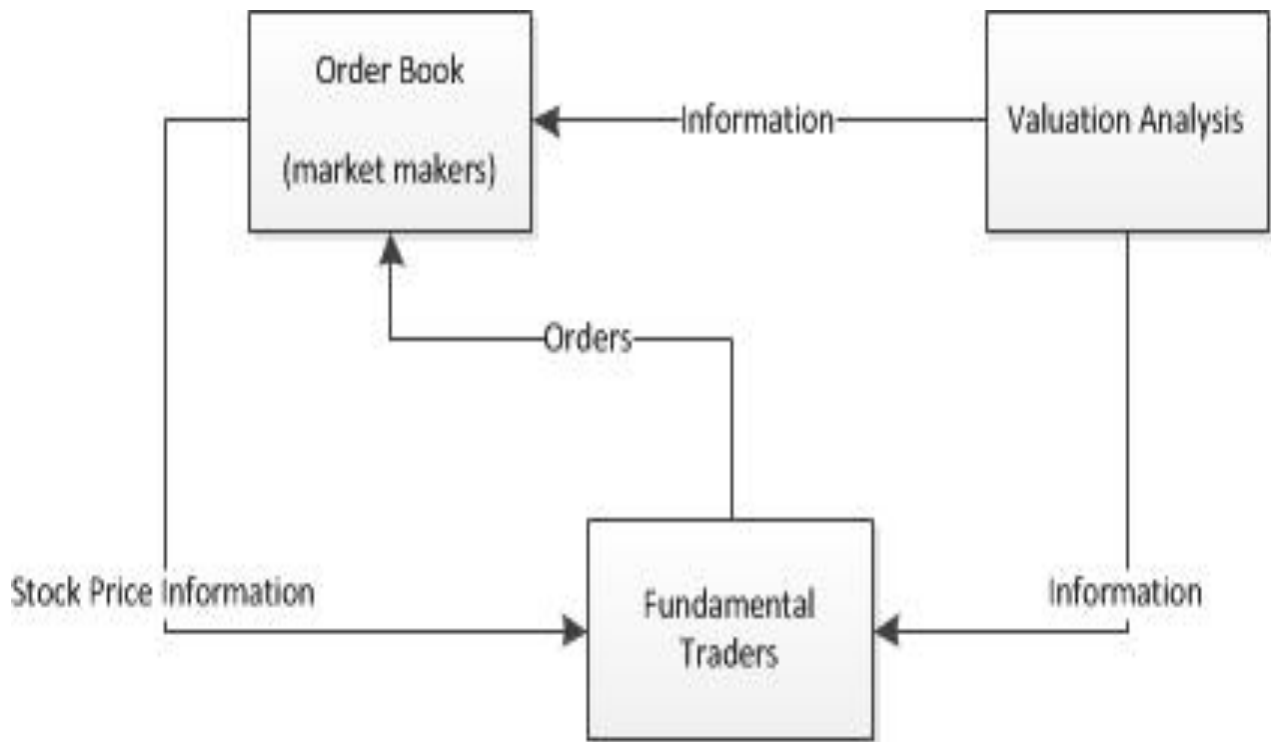 Order Book
(market makers)
Information
Valuation Analysis
Orders
Stock Price Information
Fundamental
Traders
Information